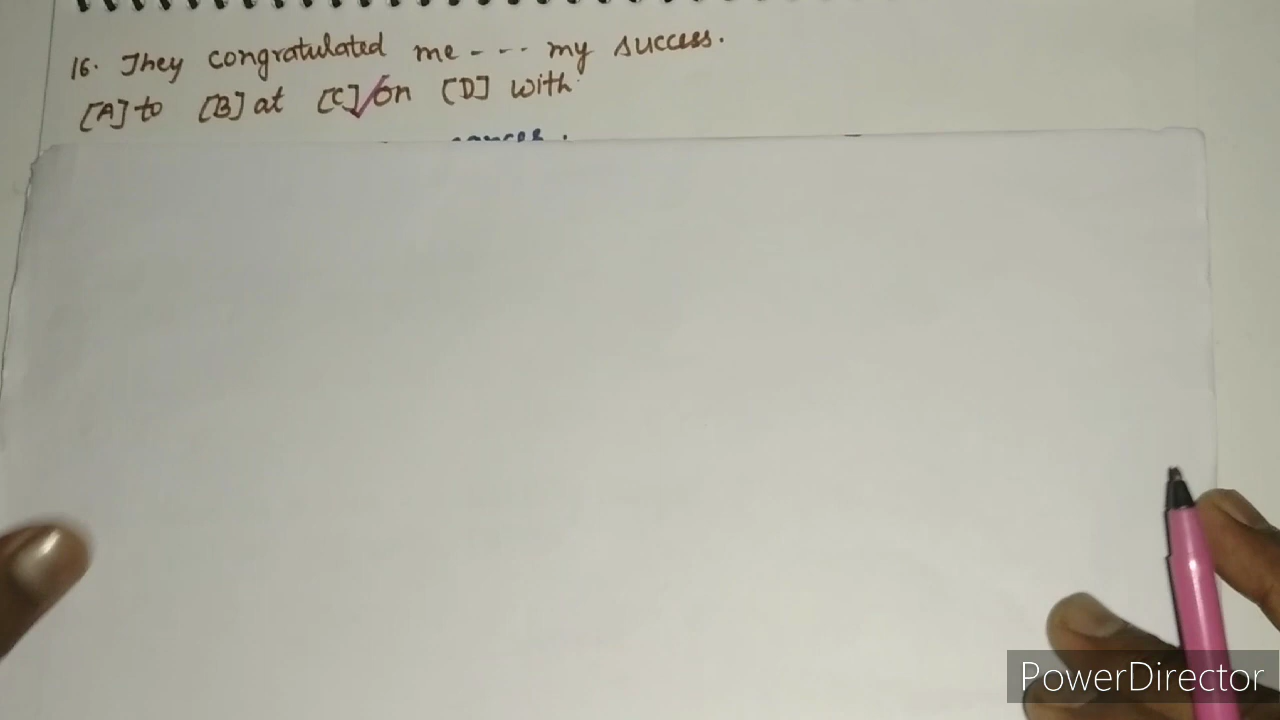 16. They congratulated me - - - my success.
[A] to [B] at [C] on [D] with
PowerDirector